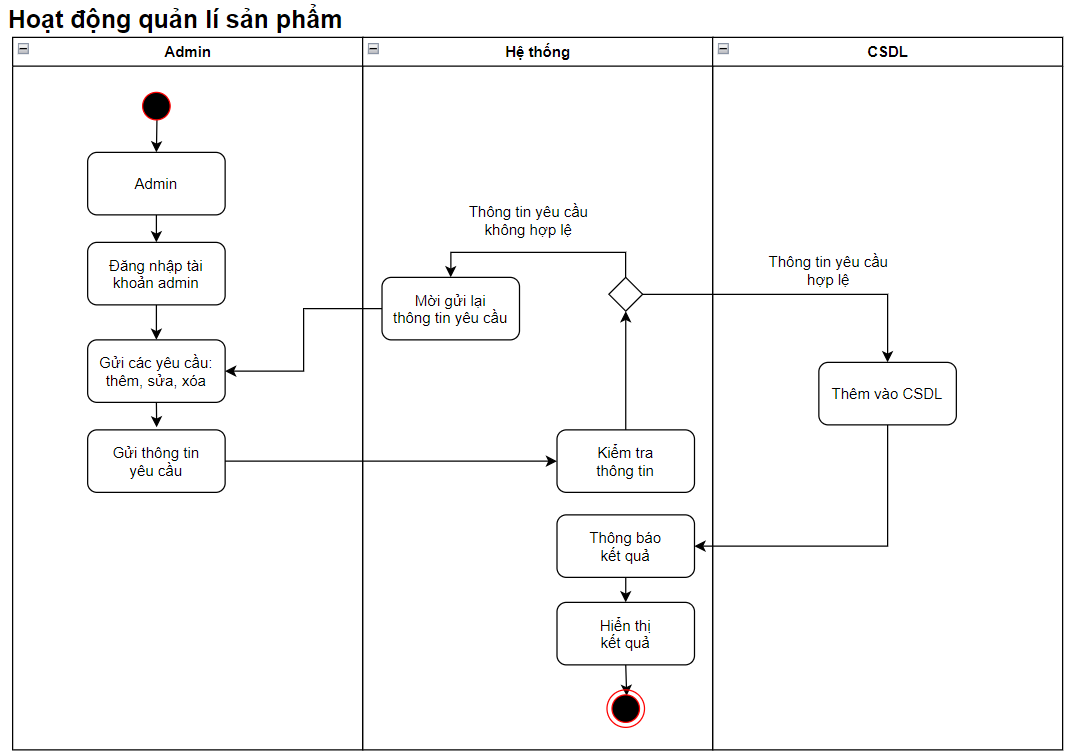 Hoạt động quản lí sản phẩm
Admin
Hệ thống
CSDL
Admin
Đăng nhập tài
khoản admin
Gửi các yêu cầu:
thêm, sửa, xóa
Gửi thông tin
yêu cầu
Thông tin yêu cầu
không hợp lệ
Mời gửi lại
thông tin yêu cầu
Kiểm tra
thông tin
Thông báo
kết quả
Hiển thị
kết quả
Thông tin yêu cầu
hợp lệ
Thêm vào CSDL